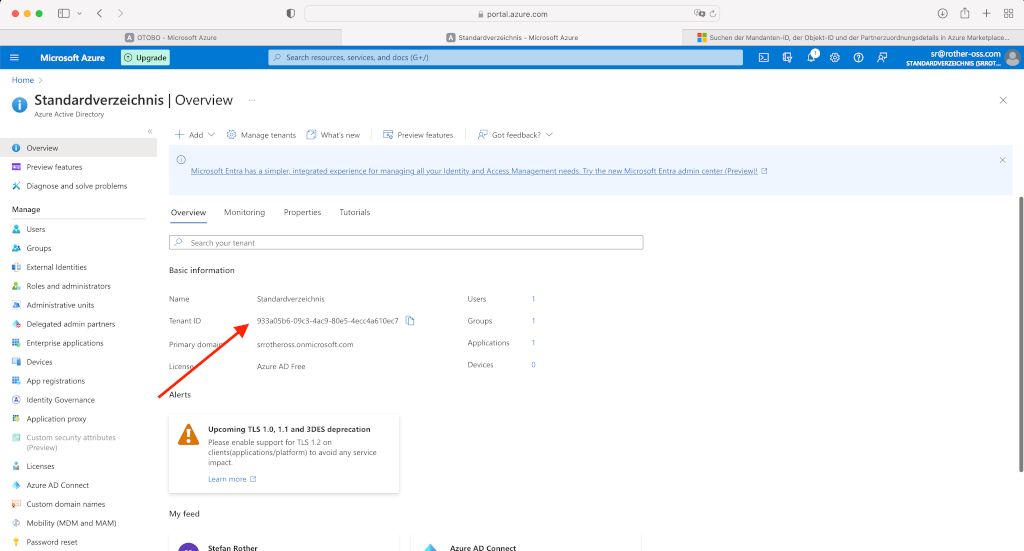 portal.azure.com
OTOBO – Microsoft Azure
Standardverzeichnis – Microsoft Azure
Suchen der Mandanten-ID, der Objekt-ID und der Partnerzuordnungsdetails in Azure Marketplace...
Microsoft Azure
Upgrade
Search resources, services, and docs (G+/)
1
sr@rother-oss.com
STANDARDVERZEICHNIS (SRROT...
Home
Standardverzeichnis | Overview ...
Azure Active Directory
Overview
Preview features
Diagnose and solve problems
Manage
Users
Groups
External Identities
Roles and administrators
Administrative units
Delegated admin partners
Enterprise applications
Devices
App registrations
Identity Governance
Application proxy
Custom security attributes
(Preview)
Licenses
Azure AD Connect
Custom domain names
Mobility (MDM and MAM)
Password reset
Add
Manage tenants
What's new
Preview features
Got feedback?
Microsoft Entra has a simpler, integrated experience for managing all your Identity and Access Management needs. Try the new Microsoft Entra admin center (Preview)!
Overview Monitoring Properties Tutorials
Search your tenant
Basic information
Name Standardverzeichnis Users 1
Tenant ID 933a05b6-09c3-4ac9-80e5-4ecc4a610ec7 Groups 1
Primary domain srrotheross.onmicrosoft.com Applications 1
License Azure AD Free Devices 0
Alerts
Upcoming TLS 1.0, 1.1 and 3DES deprecation
Please enable support for TLS 1.2 on
clients(applications/platform) to avoid any service
impact.
Learn more
My feed
Stefan Rother
Azure AD Connect